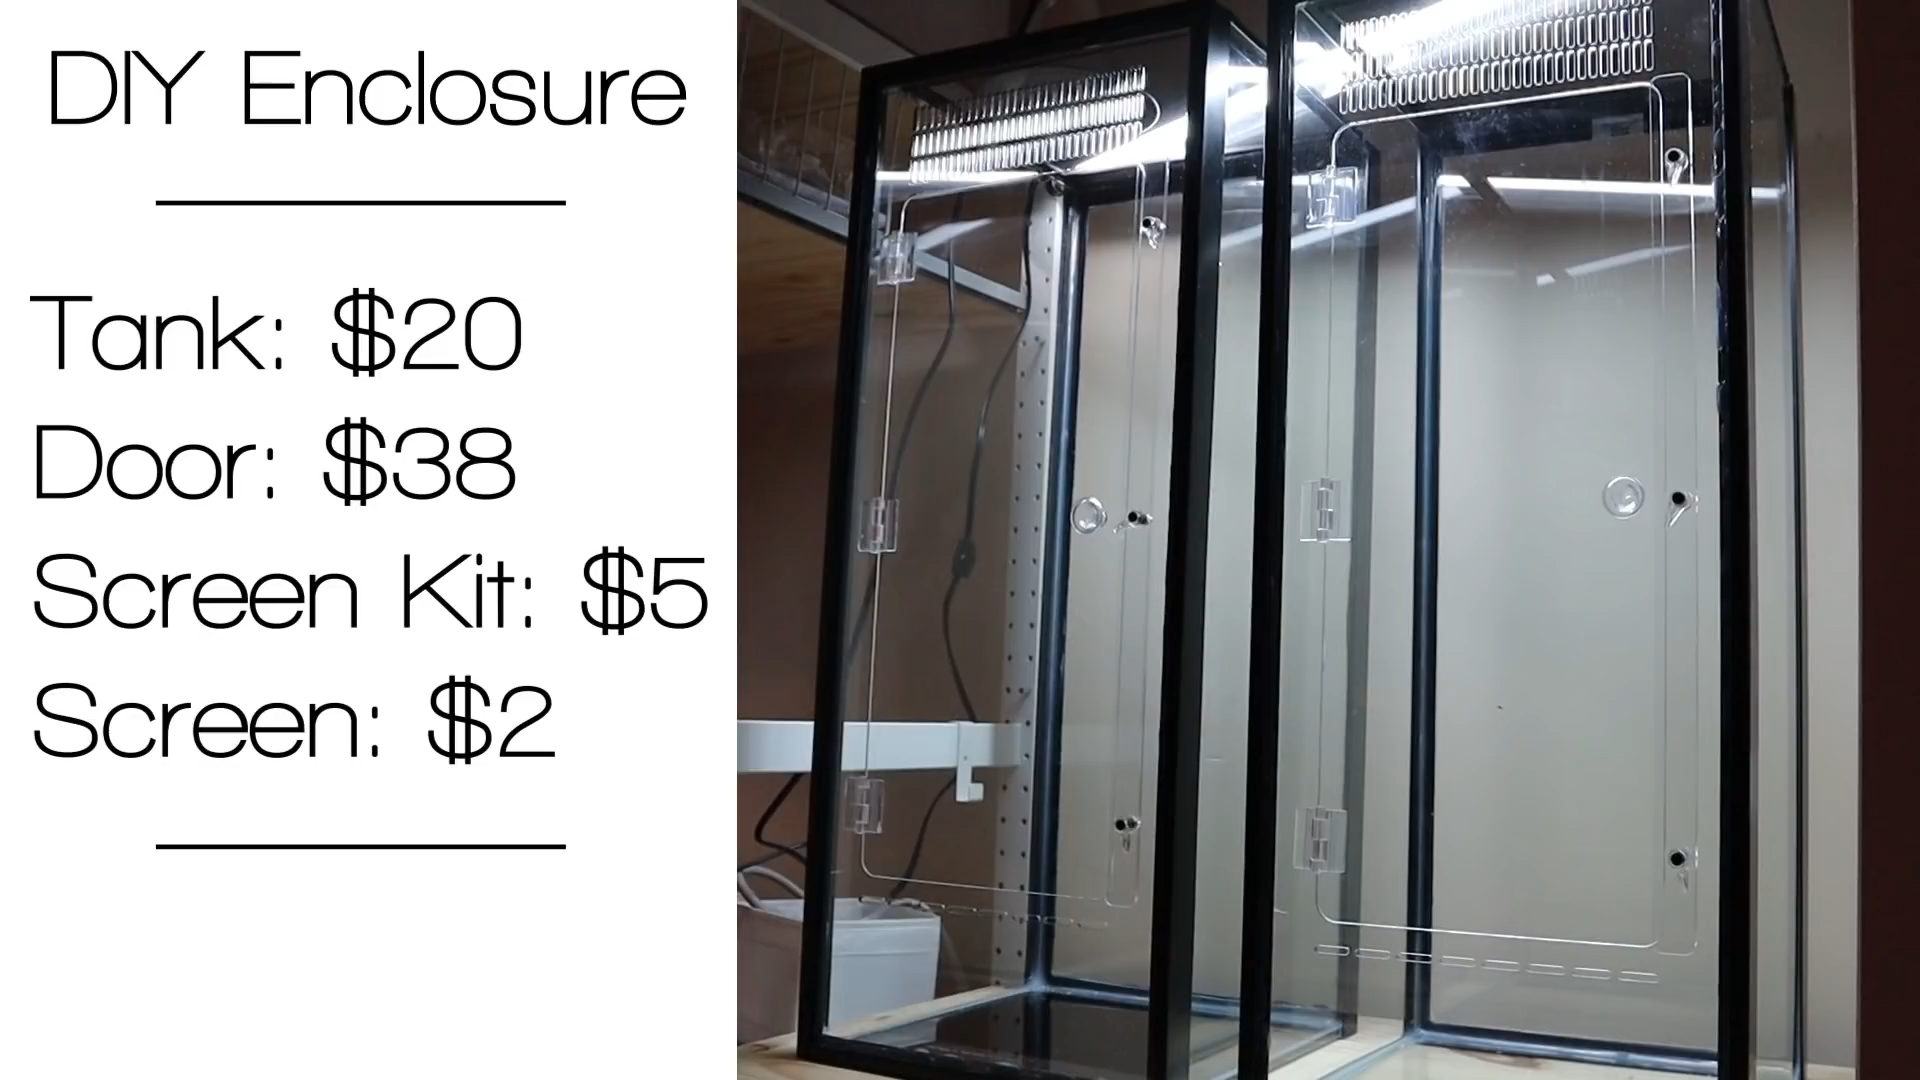 DIY Enclosure
Tank: $20
Door: $38
Screen Kit: $5
Screen: $2